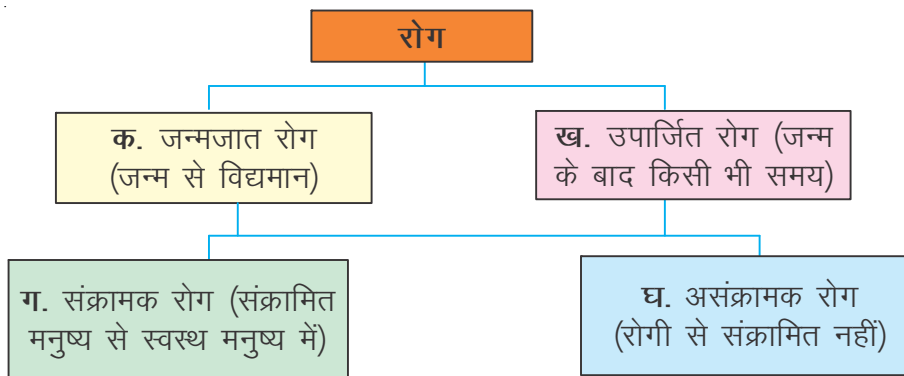 रोग
क. जन्मजात रोग
(जन्म से विद्यमान)
ख. उपार्जित रोग (जन्म
के बाद किसी भी समय)
ग. संक्रामक रोग (संक्रामित
मनुष्य से स्वस्थ मनुष्य में)
घ. असंक्रामक रोग
(रोगी से संक्रामित नहीं)